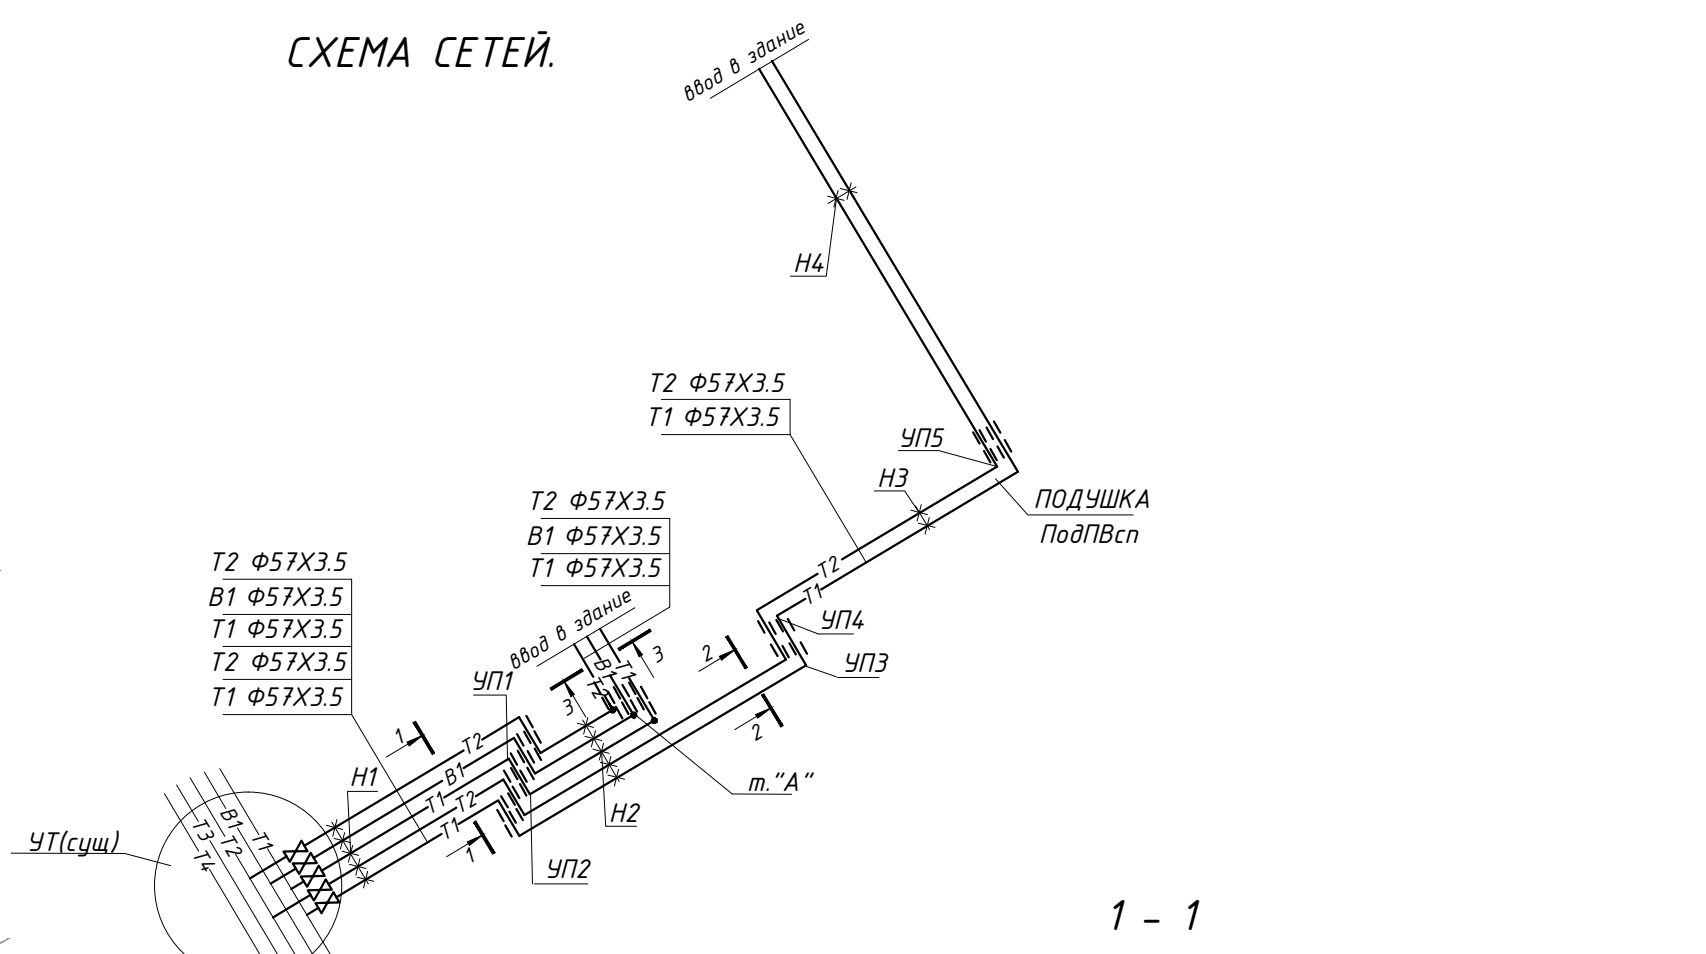 СХЕМА СЕТЕЙ.
ввод в здание
Н4
Т2 Ф57Х3.5
Т1 Ф57Х3.5
УП5
Н3
ПОДУШКА
ПодПВсп
Т2 Ф57Х3.5
В1 Ф57Х3.5
Т1 Ф57Х3.5
Т2 Ф57Х3.5
В1 Ф57Х3.5
Т1 Ф57Х3.5
Т2 Ф57Х3.5
Т1 Ф57Х3.5
ввод в здание
Т2
Т1
УП4
УП3
2
2
3
3
В1
Т1
Т2
УП1
1
1
Т2
В1
Т1
Т2
Т1
Н1
т."А"
Н2
УП2
УТ(сущ)
В1
Т1
Т3
Т2
Т4
1 - 1